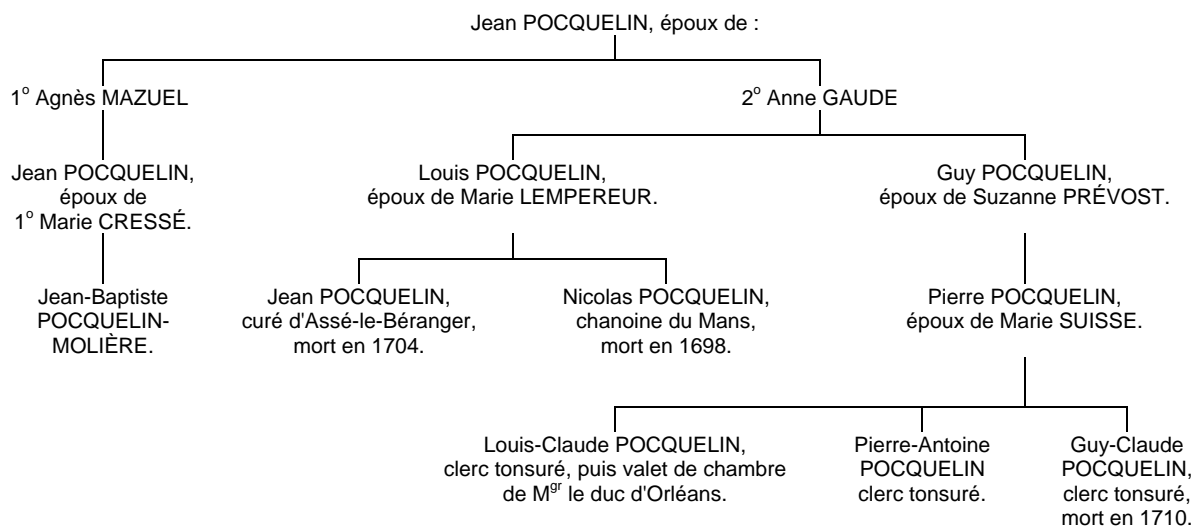 Jean POCQUELIN, époux de :
1º Agnès MAZUEL
2º Anne GAUDE
Jean POCQUELIN,
époux de
1º Marie CRESSÉ.
Louis POCQUELIN,
époux de Marie LEMPEREUR.
Guy POCQUELIN,
époux de Suzanne PRÉVOST.
Jean-Baptiste
POCQUELIN-
MOLIÈRE.
Jean POCQUELIN,
curé d'Assé-le-Béranger,
mort en 1704.
Nicolas POCQUELIN,
chanoine du Mans,
mort en 1698.
Pierre POCQUELIN,
époux de Marie SUISSE.
Louis-Claude POCQUELIN,
clerc tonsuré, puis valet de chambre
de Mgr le duc d'Orléans.
Pierre-Antoine
POCQUELIN
clerc tonsuré.
Guy-Claude
POCQUELIN,
clerc tonsuré,
mort en 1710.